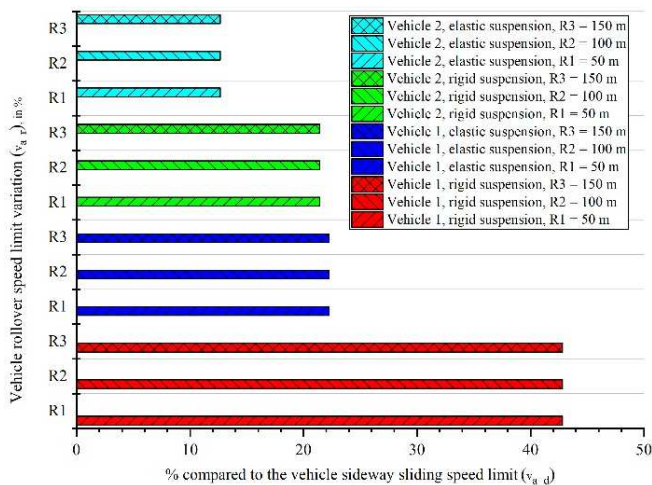 Vehicle 2, elastic suspension, R3 = 150 m
Vehicle 2, elastic suspension, R2 = 100 m
Vehicle 2, elastic suspension, R1 = 50 m
Vehicle 2, rigid suspension, R3 = 150 m
Vehicle 2, rigid suspension, R2 = 100 m
Vehicle 2, rigid suspension, R1 = 50 m
Vehicle 1, elastic suspension, R3 = 150 m
Vehicle 1, elastic suspension, R2 = 100 m
Vehicle 1, elastic suspension, R1 = 50 m
Vehicle 1, rigid suspension, R3 = 150 m
Vehicle 1, rigid suspension, R2 = 100 m
Vehicle 1, rigid suspension, R1 = 50 m
Vehicle rollover speed limit variation (v_a_r), in %
R3
R2
R1
R3
R2
R1
R3
R2
R1
R3
R2
R1
0
10
20
30
40
50
% compared to the vehicle sideway sliding speed limit (v_a_d)